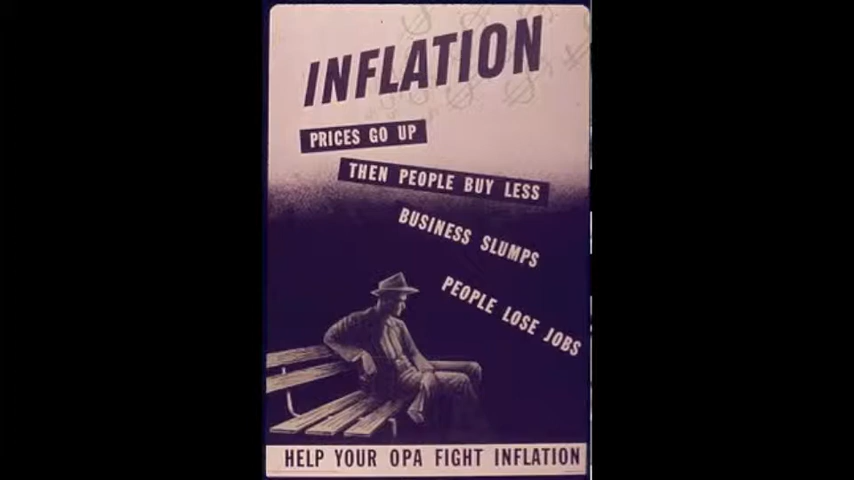 INFLATION
PRICES GO UP
THEN PEOPLE BUY LESS
BUSINESS SLUMPS
PEOPLE LOSE JOBS
HELP YOUR OPA FIGHT INFLATION